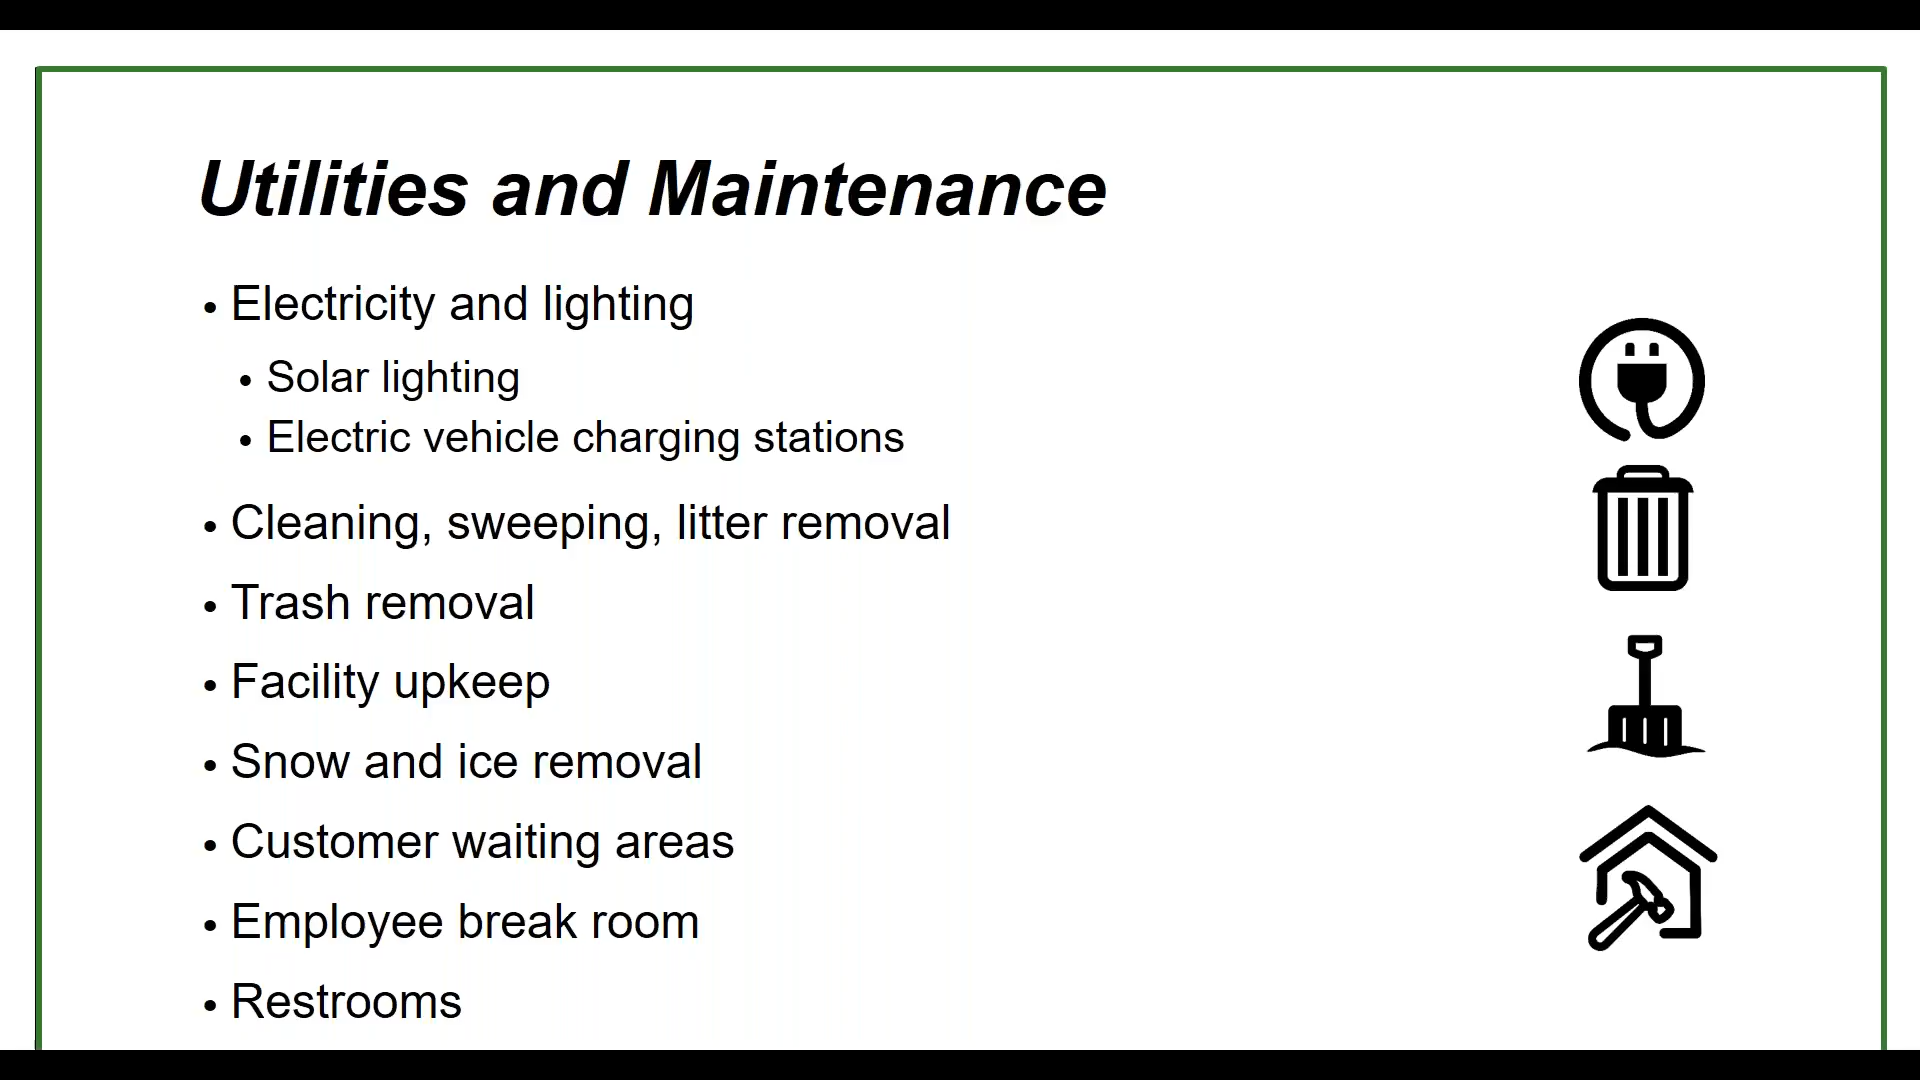 Utilities and Maintenance
• Electricity and lighting
• Solar lighting
• Electric vehicle charging stations
• Cleaning, sweeping, litter removal
• Trash removal
• Facility upkeep
• Snow and ice removal
• Customer waiting areas
• Employee break room
• Restrooms